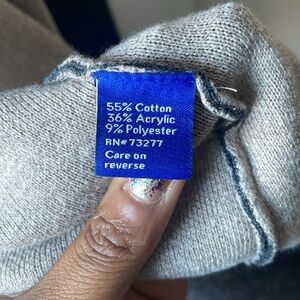 55% Cotton
36% Acrylic
9% Polyester
RN#73277
Care on
reverse